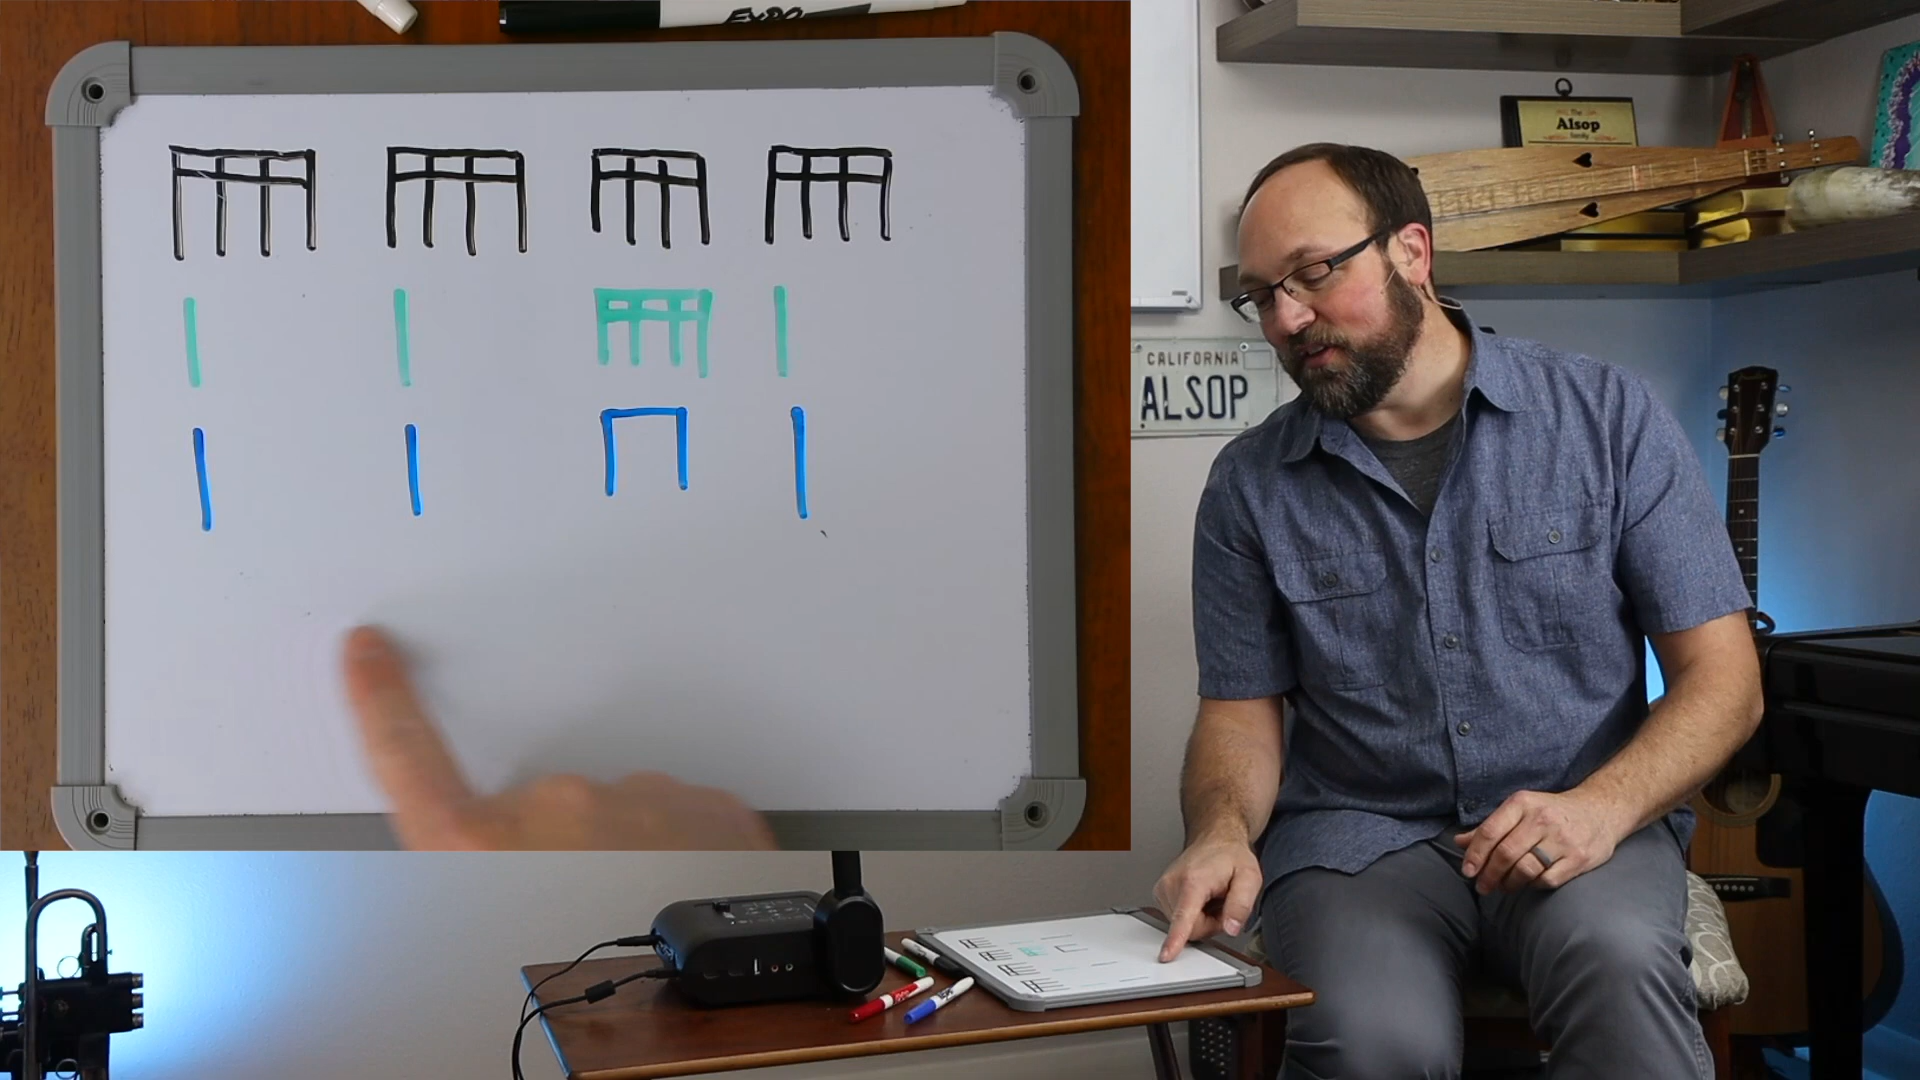 EXPO
The
Alsop
family
CALIFORNIA
ALSOP